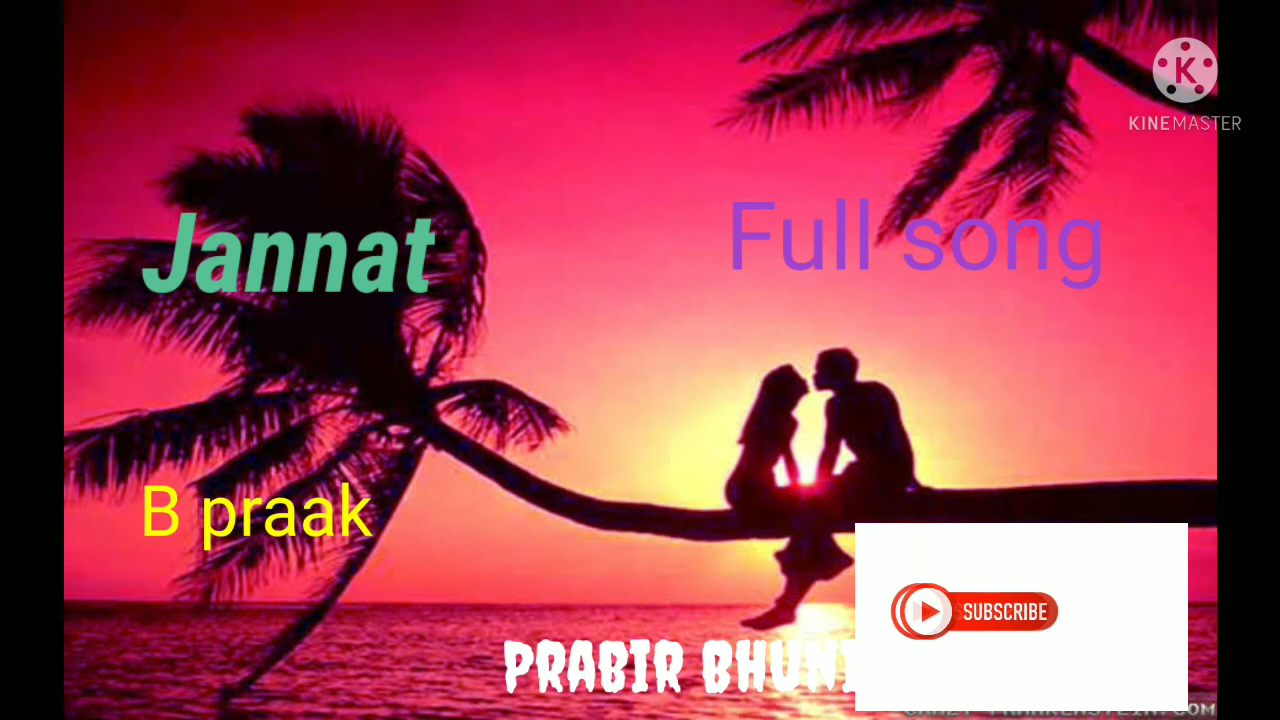 KINEMASTER
Jannat
Full song
B praak
SUBSCRIBE
PRABIR BHUNI